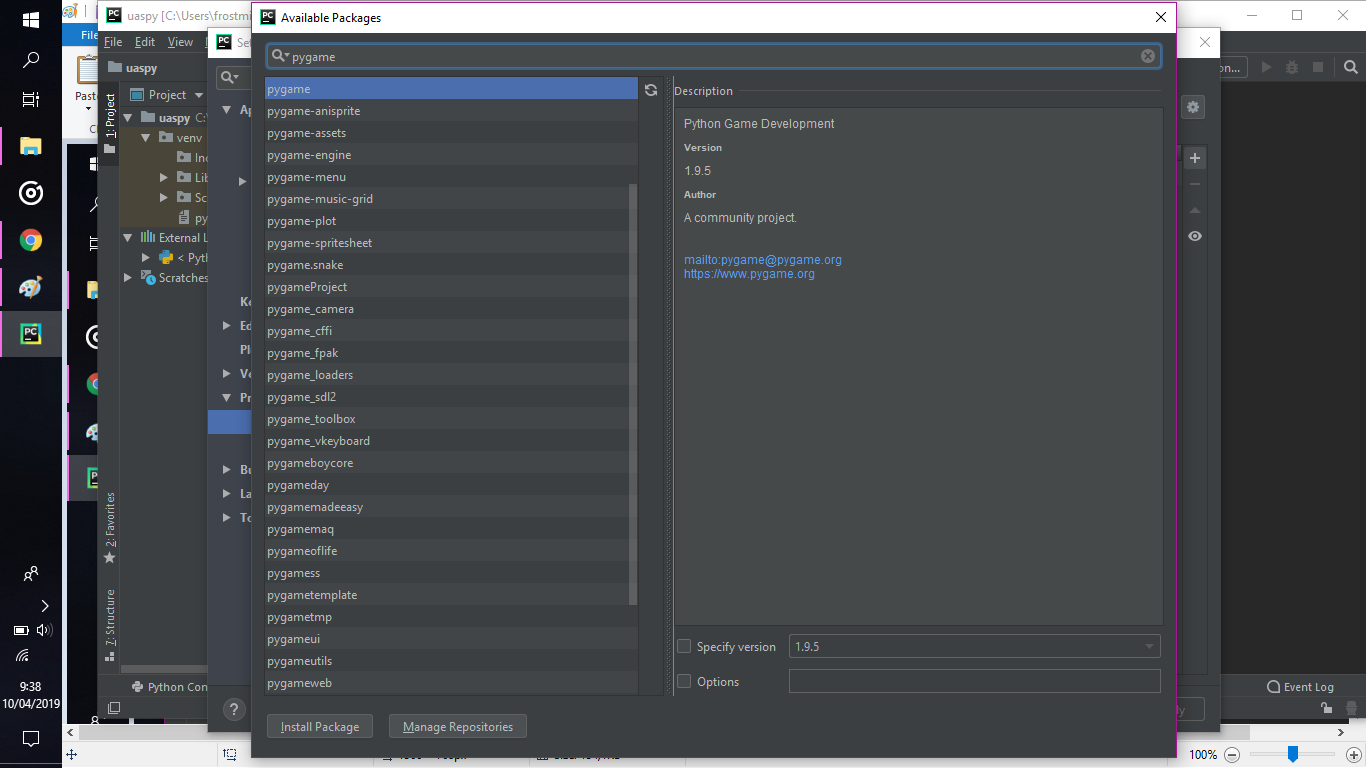 uaspy [C:\Users\frostmi
File Edit View
uaspy
Project
1: Project
uaspy C:
venv
Lib
External L
Scratches
2: Favorites
7: Structure
Python Con
9:38
10/04/2019
File
Available Packages
pygame
pygame
pygame-anisprite
pygame-assets
pygame-engine
pygame-menu
pygame-music-grid
pygame-plot
pygame-spritesheet
pygame.snake
pygameProject
pygame_camera
pygame_cffi
pygame_fpak
pygame_loaders
pygame_sdl2
pygame_toolbox
pygame_vkeyboard
pygameboycore
pygameday
pygamemadeeasy
pygamemaq
pygameoflife
pygamess
pygametemplate
pygametmp
pygameui
pygameutils
pygameweb
Description
Python Game Development
Version
1.9.5
Author
A community project.
mailto:pygame@pygame.org
https://www.pygame.org
Specify version 1.9.5
Options
Install Package Manage Repositories
Event Log
100%